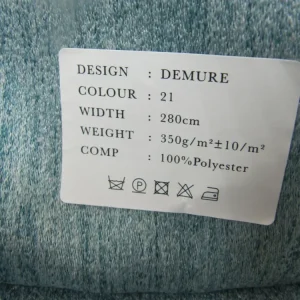 DESIGN : DEMURE
COLOUR : 21
WIDTH : 280cm
WEIGHT : 350g/m²±10/m²
COMP : 100%Polyester